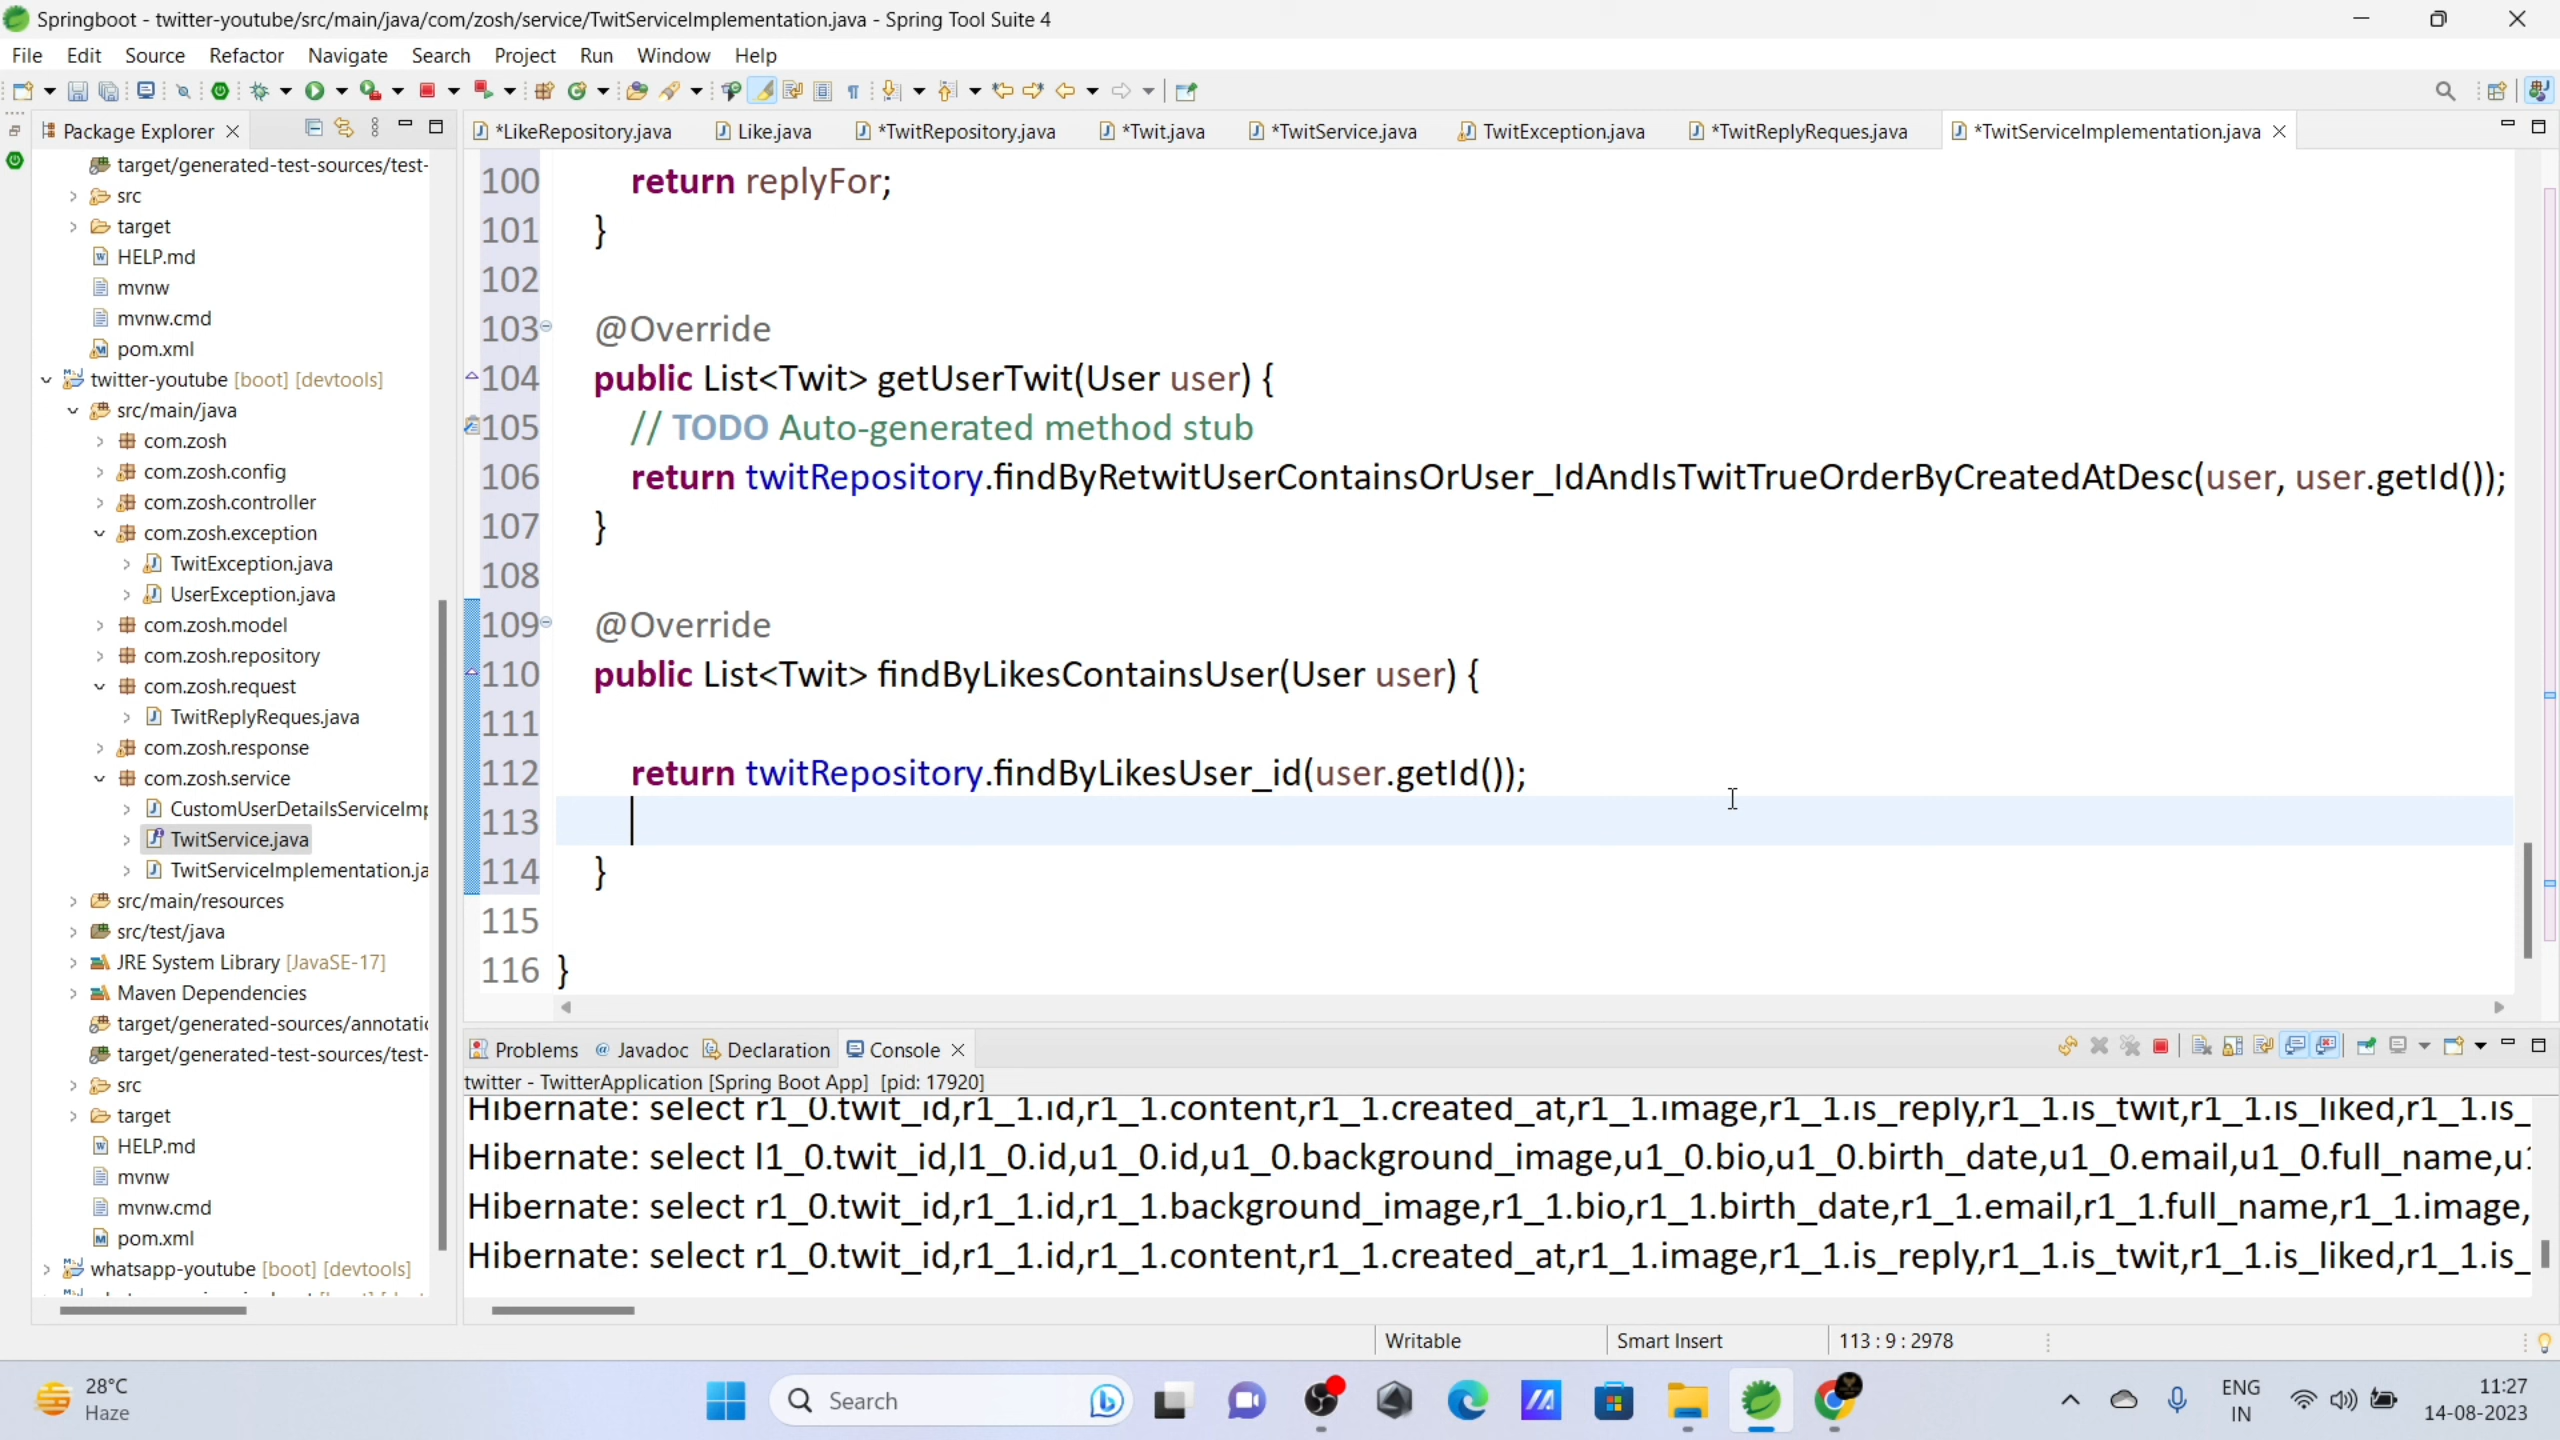 Springboot - twitter-youtube/src/main/java/com/zosh/service/TwitServiceImplementation.java - Spring Tool Suite 4
File Edit Source Refactor Navigate Search Project Run Window Help
Package Explorer
*LikeRepository.java Like.java *TwitRepository.java *Twit.java *TwitService.java TwitException.java *TwitReplyReques.java *TwitServiceImplementation.java
target/generated-test-sources/test-
src
target
HELP.md
mvnw
mvnw.cmd
pom.xml
twitter-youtube [boot] [devtools]
src/main/java
com.zosh
com.zosh.config
com.zosh.controller
com.zosh.exception
TwitException.java
UserException.java
com.zosh.model
com.zosh.repository
com.zosh.request
TwitReplyReques.java
com.zosh.response
com.zosh.service
CustomUserDetailsServiceImp
TwitService.java
TwitServiceImplementation.ja
src/main/resources
src/test/java
JRE System Library [JavaSE-17]
Maven Dependencies
target/generated-sources/annotatio
target/generated-test-sources/test-
src
target
HELP.md
mvnw
mvnw.cmd
pom.xml
whatsapp-youtube [boot] [devtools]
100 return replyFor;
101 }
102
103 @Override
104 public List<Twit> getUserTwit(User user) {
105 // TODO Auto-generated method stub
106 return twitRepository.findByRetwitUserContainsOrUser_IdAndIsTwitTrueOrderByCreatedAtDesc(user, user.getId());
107 }
108
109 @Override
110 public List<Twit> findByLikesContainsUser(User user) {
111
112 return twitRepository.findByLikesUser_id(user.getId());
113
114 }
115
116 }
Problems @ Javadoc Declaration Console
twitter - TwitterApplication [Spring Boot App] [pid: 17920]
Hibernate: select r1_0.twit_id,r1_1.id,r1_1.content,r1_1.created_at,r1_1.image,r1_1.is_reply,r1_1.is_twit,r1_1.is_liked,r1_1.is_
Hibernate: select l1_0.twit_id,l1_0.id,u1_0.id,u1_0.background_image,u1_0.bio,u1_0.birth_date,u1_0.email,u1_0.full_name,u1
Hibernate: select r1_0.twit_id,r1_1.id,r1_1.background_image,r1_1.bio,r1_1.birth_date,r1_1.email,r1_1.full_name,r1_1.image,
Hibernate: select r1_0.twit_id,r1_1.id,r1_1.content,r1_1.created_at,r1_1.image,r1_1.is_reply,r1_1.is_twit,r1_1.is_liked,r1_1.is_
Writable Smart Insert 113 : 9 : 2978
28°C
Haze
Search
ENG
IN
11:27
14-08-2023